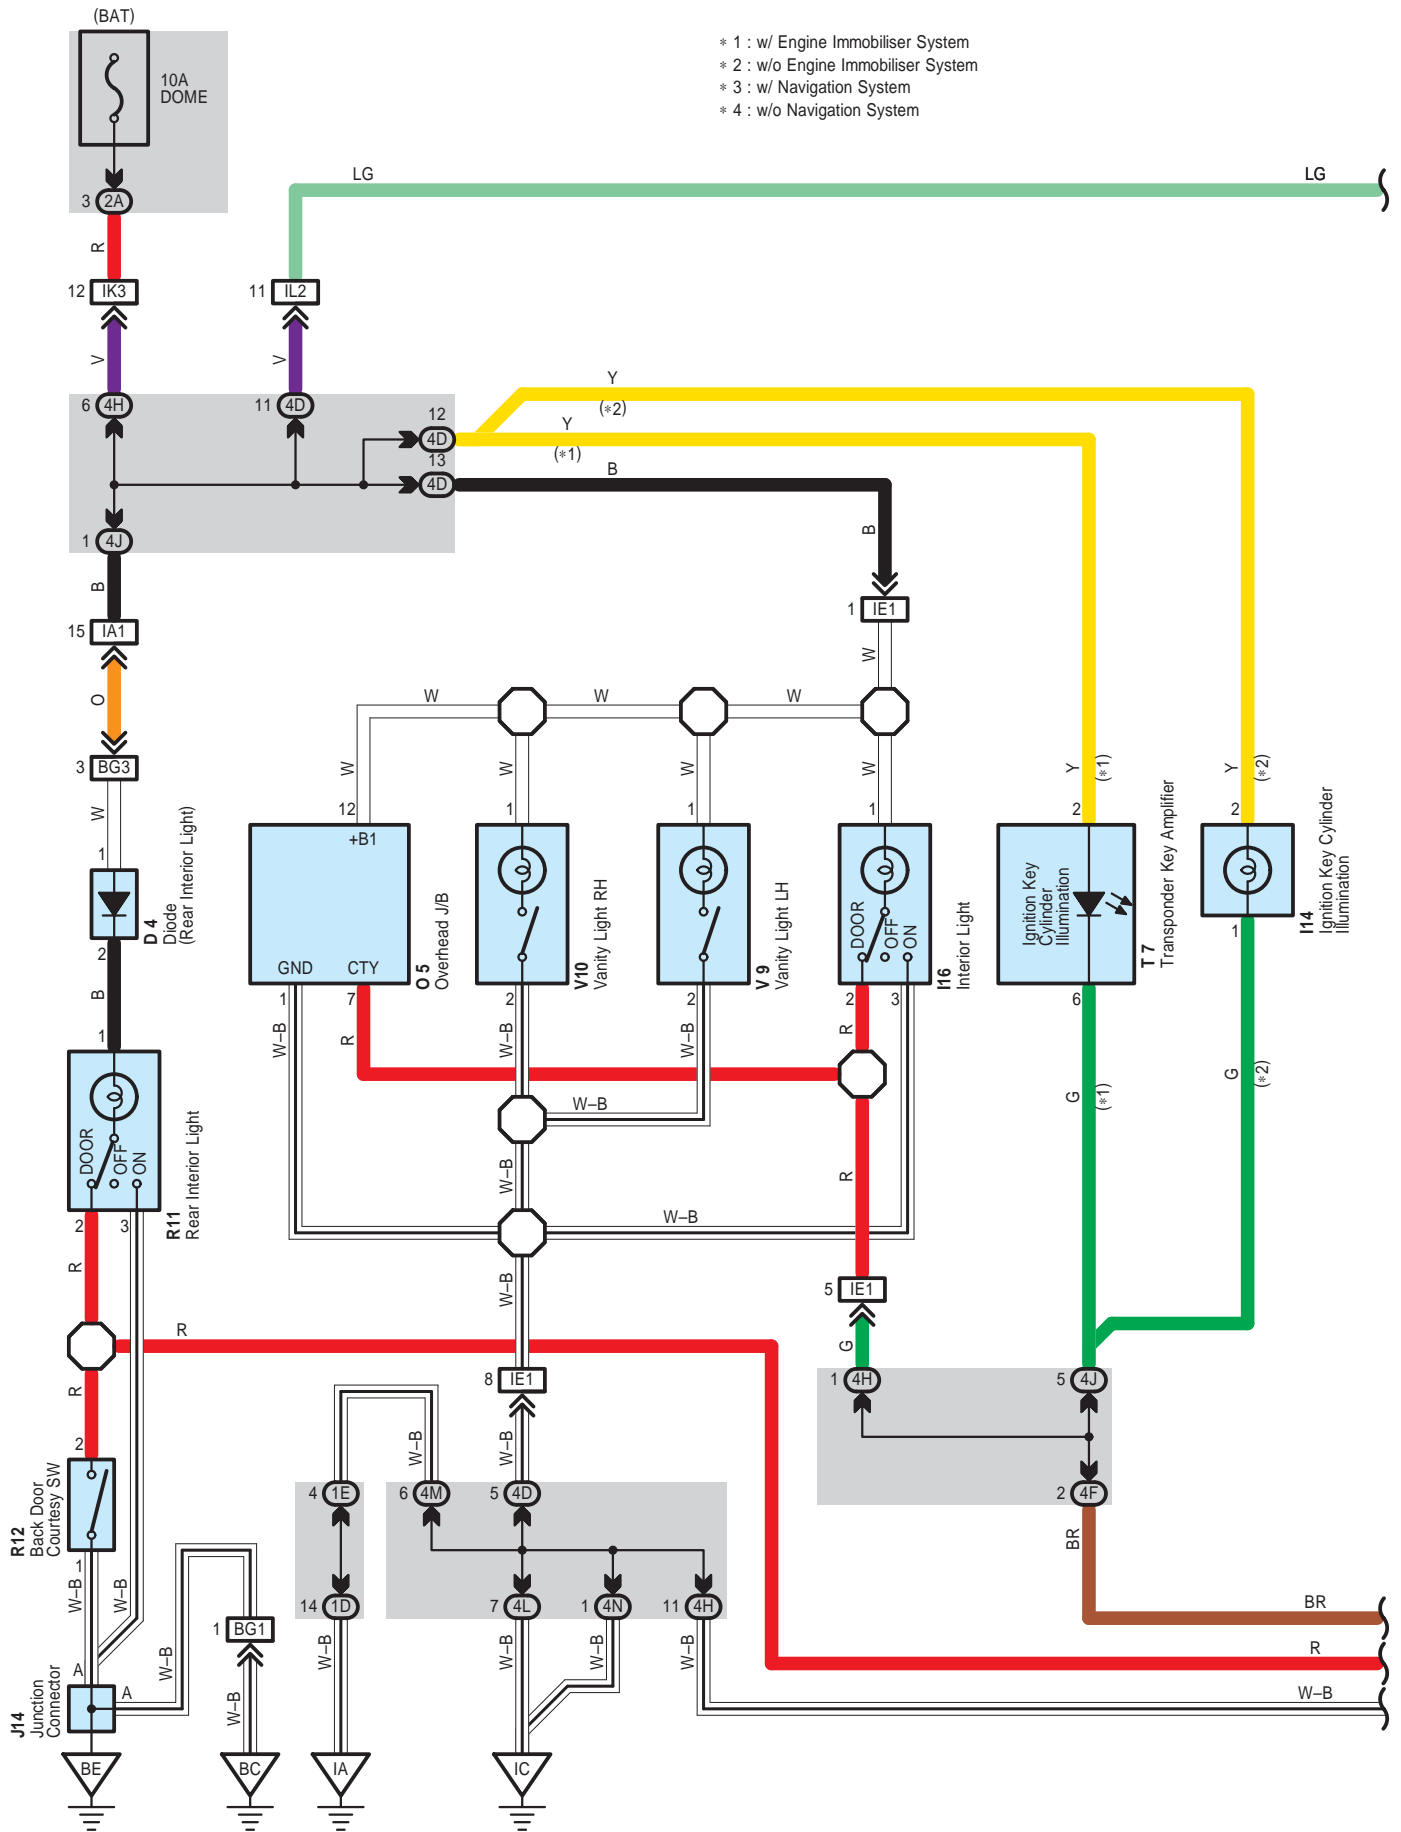 (BAT)
10A
DOME
∗ 1 : w/ Engine Immobiliser System
∗ 2 : w/o Engine Immobiliser System
∗ 3 : w/ Navigation System
∗ 4 : w/o Navigation System
3 2A
LG
LG
R
12 IK3
11 IL2
V
V
6 4H
11 4D
Y
(∗2)
12
4D
Y
(∗1)
13
4D
B
1 4J
B
B
15 IA1
1 IE1
O
W
W
W
W
3 BG3
W
W
W
W
W
Y
(∗1)
Y
(∗2)
1
12
1
1
1
2
2
+B1
GND
CTY
O 5
Overhead J/B
V10
Vanity Light RH
V 9
Vanity Light LH
DOOR
OFF
ON
I16
Interior Light
Ignition Key
Cylinder
Illumination
T 7
Transponder Key Amplifier
I14
Ignition Key Cylinder
Illumination
1
D 4
Diode
(Rear Interior Light)
2
B
1
1
7
2
2
2
3
6
W–B
R
W–B
W–B
R
G
(∗1)
G
(∗2)
W–B
DOOR
OFF
ON
R11
Rear Interior Light
W–B
R
W–B
2
3
R
W–B
5 IE1
R
G
R
8 IE1
1 4H
5 4J
2
W–B
W–B
R12
Back Door
Courtesy SW
4 1E
6 4M
5 4D
2 4F
1
BR
W–B
W–B
14 1D
7 4L
1 4N
11 4H
BR
1 BG1
W–B
W–B
W–B
W–B
W–B
R
A
A
W–B
W–B
J14
Junction
Connector
BE
BC
IA
IC